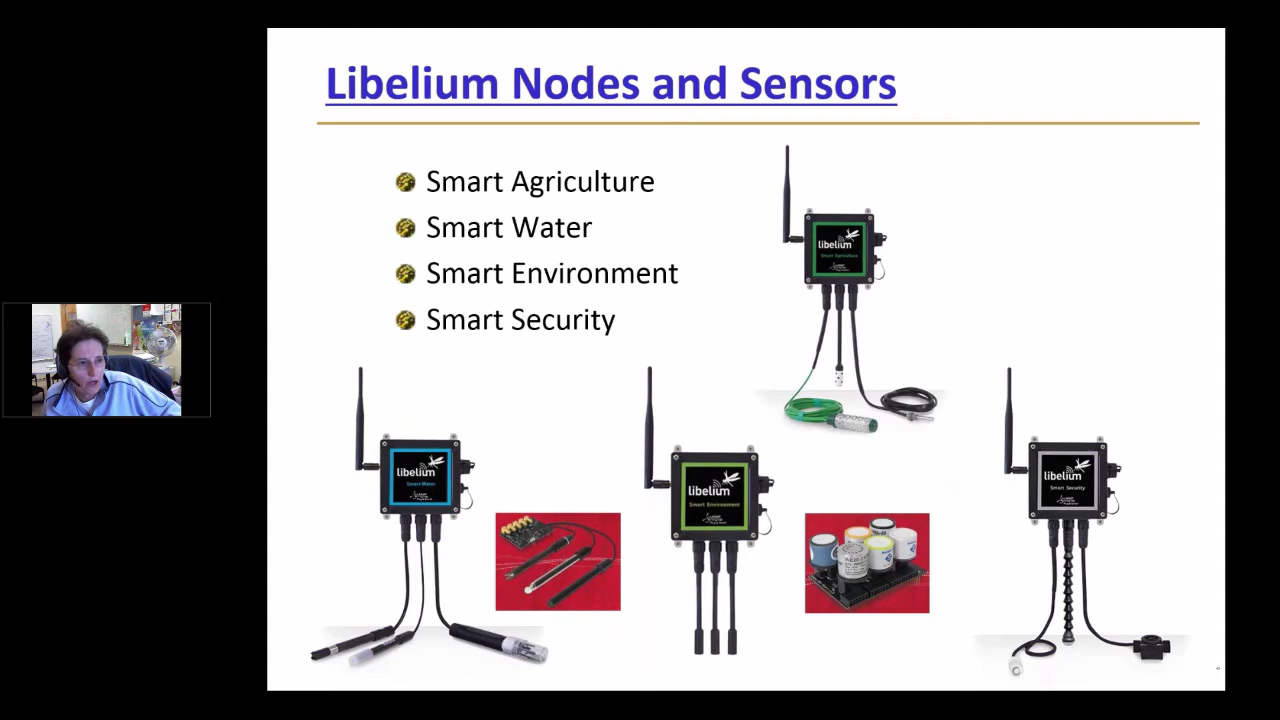 Libelium Nodes and Sensors
Smart Agriculture
Smart Water
Smart Environment
Smart Security
libelium
Smart Agriculture
libelium
Smart Water
libelium
Smart Environment
libelium
Smart Security